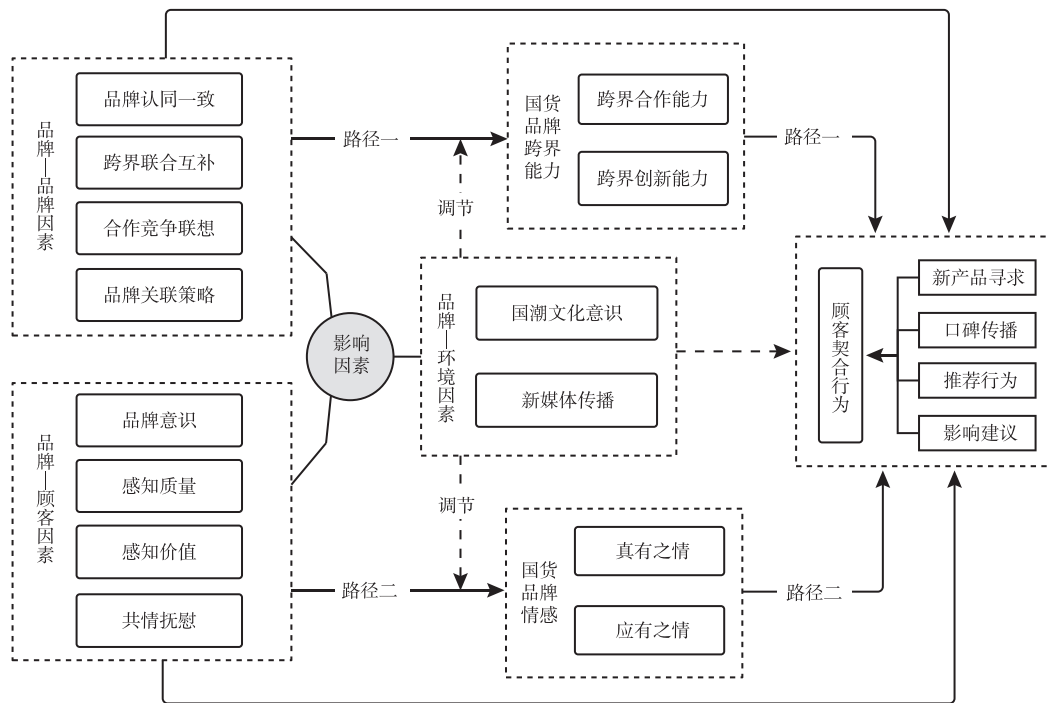 品牌—品牌因素
品牌认同一致
跨界联合互补
合作竞争联想
品牌关联策略
路径一
调节
国货
品牌
跨界
能力
跨界合作能力
跨界创新能力
路径一
影响
因素
品牌—环境因素
国潮文化意识
新媒体传播
顾客契合行为
新产品寻求
口碑传播
推荐行为
影响建议
品牌—顾客因素
品牌意识
感知质量
感知价值
共情抚慰
路径二
调节
国货
品牌
情感
真有之情
应有之情
路径二